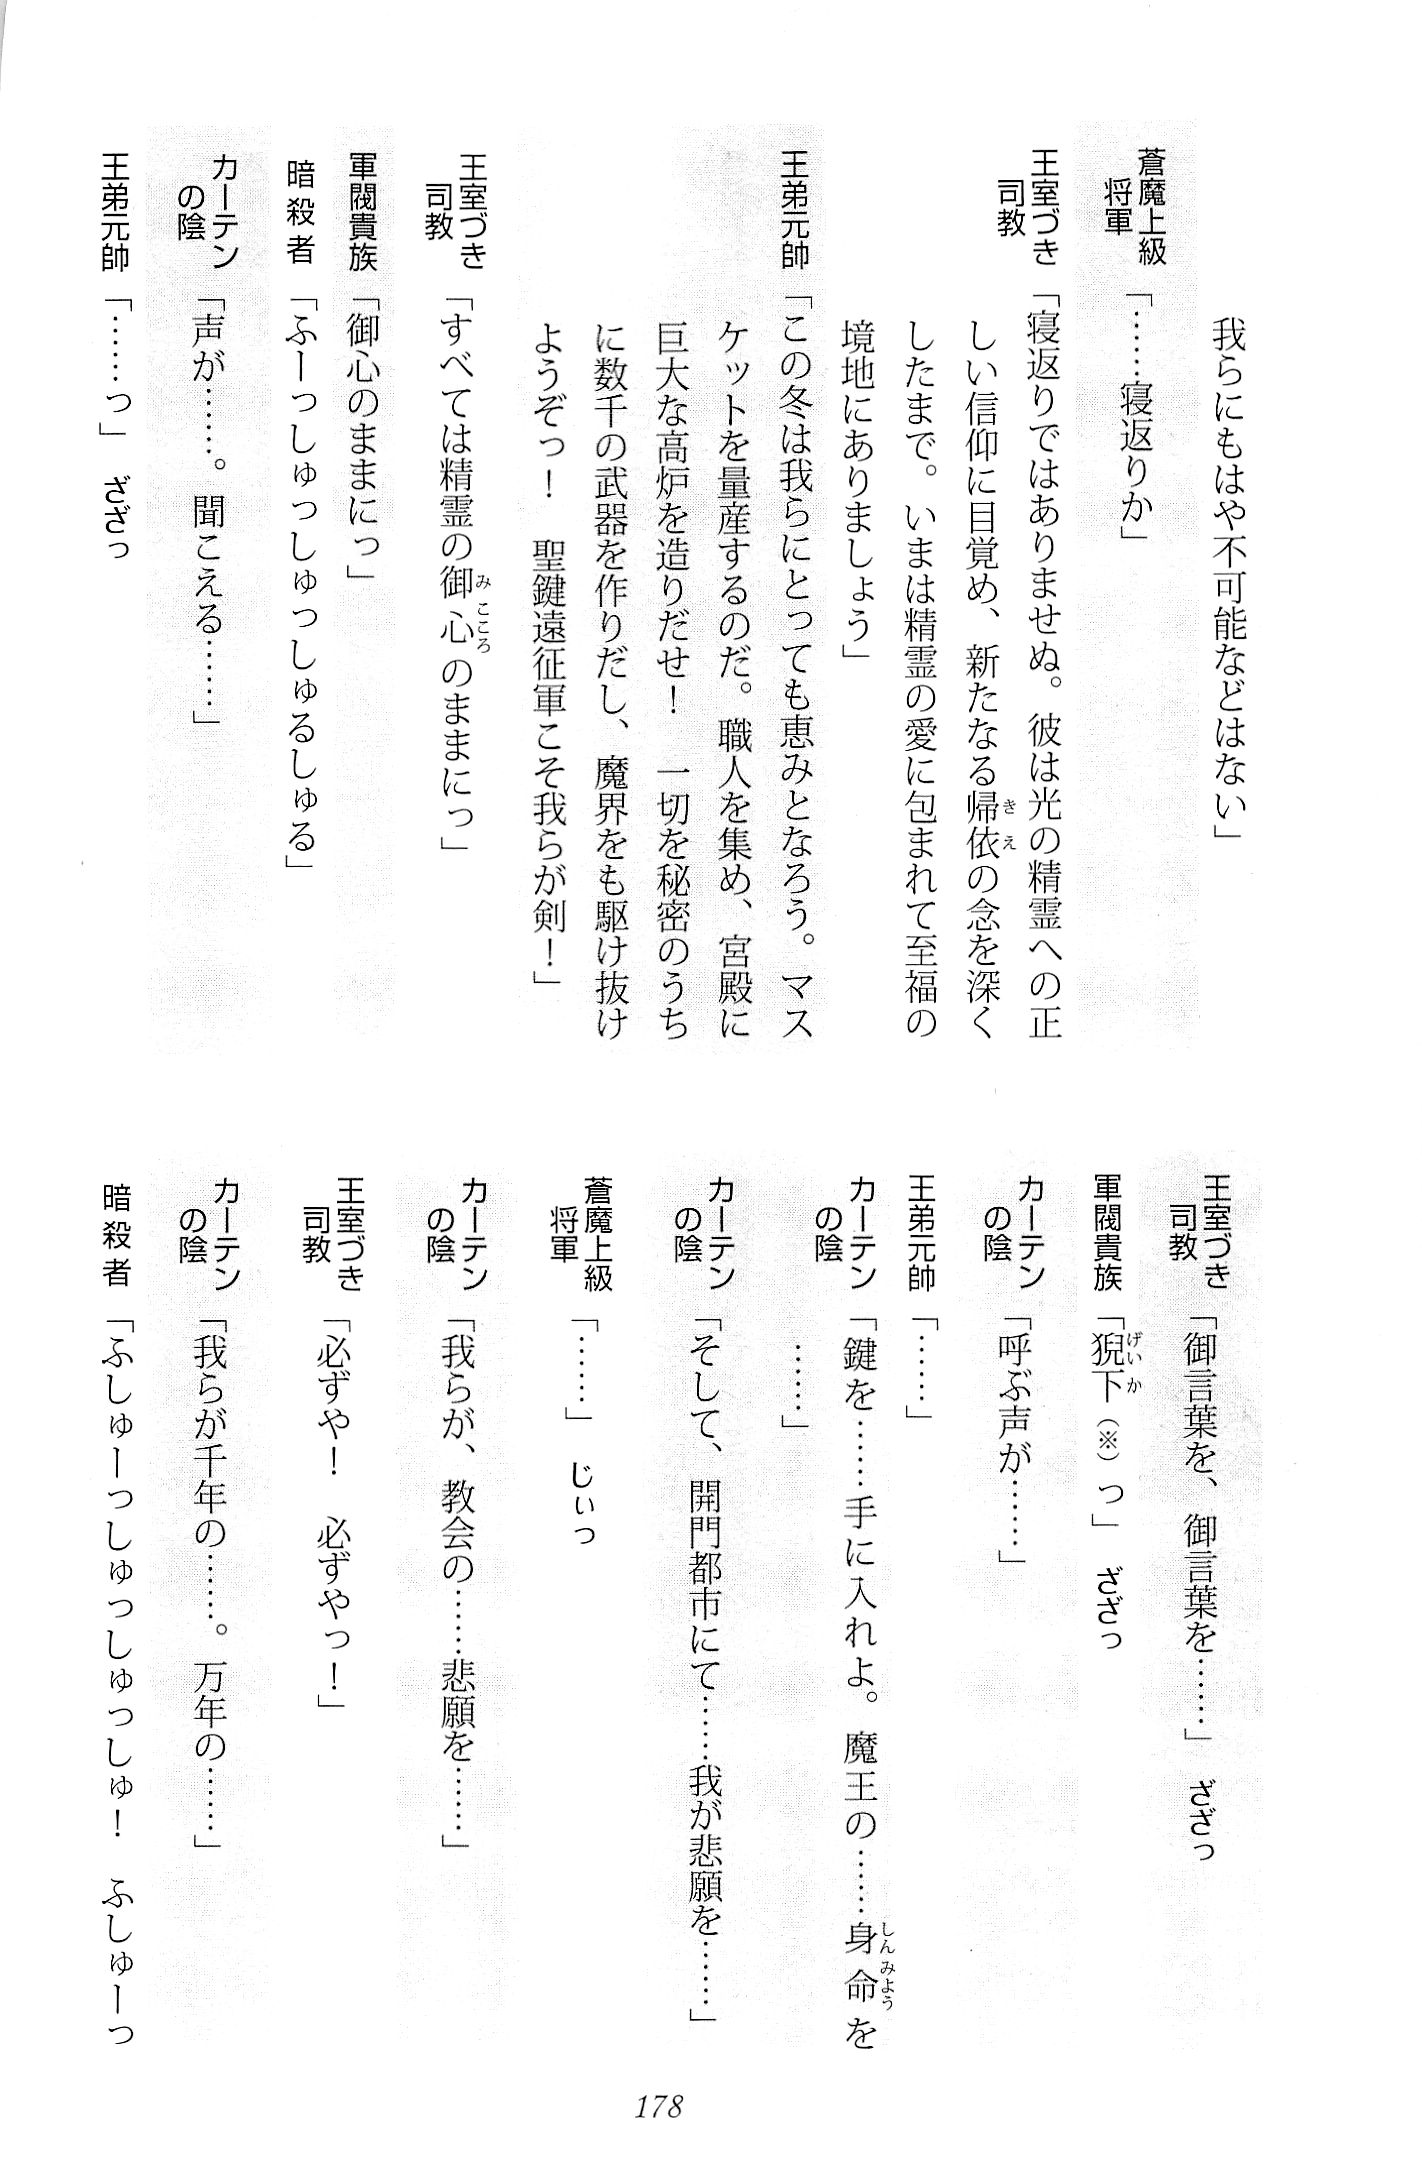 我らにもはや不可能などはない」
蒼魔上級将軍「……寝返りか」
王室づき司教「寝返りではありませぬ。彼は光の精霊への正
しい信仰に目覚め、新たなる帰依の念を深く
したまで。いまは精霊の愛に包まれて至福の
境地にありましょう」
王弟元帥「この冬は我らにとっても恵みとなろう。マス
ケットを量産するのだ。職人を集め、宮殿に
巨大な高炉を造りだせ！　一切を秘密のうち
に数千の武器を作りだし、魔界をも駆け抜け
ようぞっ！　聖鍵遠征軍こそ我らが剣！」
王室づき司教「すべては精霊の御心のままにっ」
軍閥貴族「御心のままにっ」
暗殺者「ふーっしゅっしゅっしゅるしゅる」
カーテンの陰「声が……。聞こえる……」
王弟元帥「……っ」　ざざっ
王室づき司教「御言葉を、御言葉を……」　ざざっ
軍閥貴族「猊下（※）っ」　ざざっ
カーテンの陰「呼ぶ声が……」
王弟元帥「……」
カーテンの陰「鍵を……手に入れよ。魔王の……身命を
……」
カーテンの陰「そして、開門都市にて……我が悲願を……」
蒼魔上級将軍「……」　じぃっ
カーテンの陰「我らが、教会の……悲願を……」
王室づき司教「必ずや！　必ずやっ！」
カーテンの陰「我らが千年の……。万年の……」
暗殺者「ふしゅーっしゅっしゅっしゅ！　ふしゅーっ
178